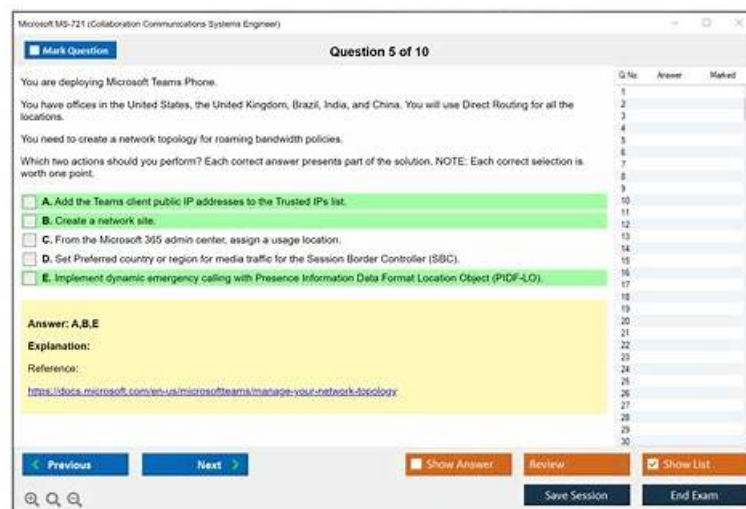 Microsoft MS-721 (Collaboration Communications Systems Engineer)
Mark Question
Question 5 of 10
You are deploying Microsoft Teams Phone.
You have offices in the United States, the United Kingdom, Brazil, India, and China. You will use Direct Routing for all the
locations.
You need to create a network topology for roaming bandwidth policies.
Which two actions should you perform? Each correct answer presents part of the solution. NOTE: Each correct selection is
worth one point.
A. Add the Teams client public IP addresses to the Trusted IPs list.
B. Create a network site.
C. From the Microsoft 365 admin center, assign a usage location.
D. Set Preferred country or region for media traffic for the Session Border Controller (SBC).
E. Implement dynamic emergency calling with Presence Information Data Format Location Object (PIDF-LO).
Answer: A,B,E
Explanation:
Reference:
https://docs.microsoft.com/en-us/microsoftteams/manage-your-network-topology
Q No Answer Marked
1
2
3
4
5
6
7
8
9
10
11
12
13
14
15
16
17
18
19
20
21
22
23
24
25
26
27
28
29
30
Previous
Next
Show Answer
Review
Show List
Save Session
End Exam